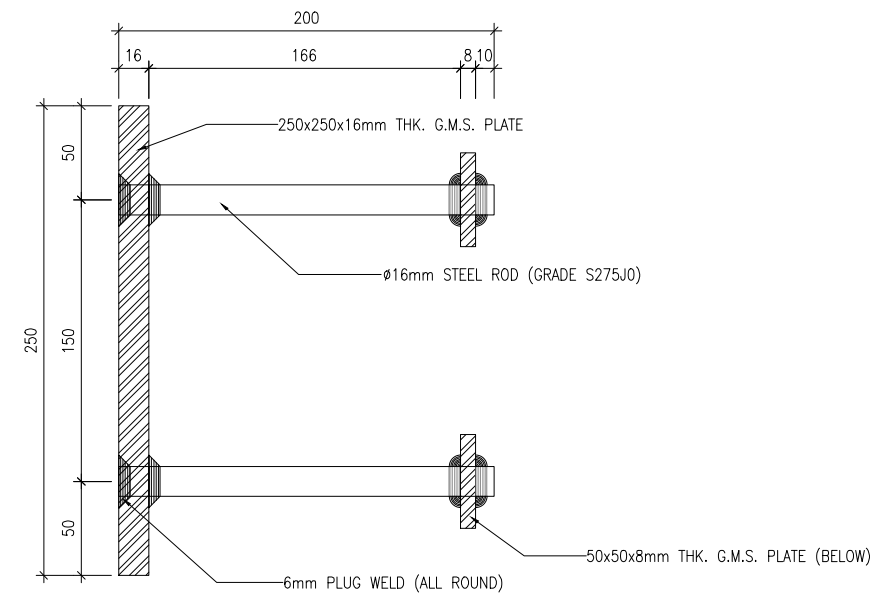 200
16
166
8
10
250x250x16mm THK. G.M.S. PLATE
50
ø16mm STEEL ROD (GRADE S275J0)
250
150
50
50x50x8mm THK. G.M.S. PLATE (BELOW)
6mm PLUG WELD (ALL ROUND)